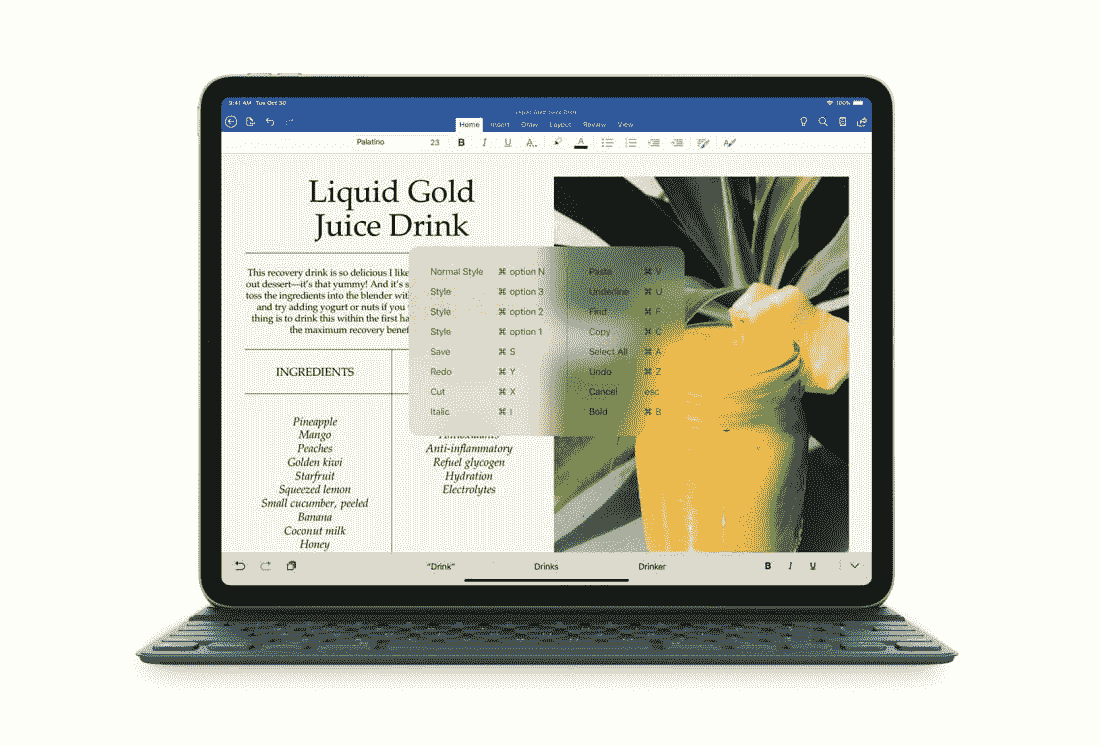 9:41 AM Tue Oct 30
100%
Home Insert Draw Layout Review View
Palatino 23 B I U A
Liquid Gold
Juice Drink
This recovery drink is so delicious I like
out dessert—it's that yummy! And it's s
toss the ingredients into the blender wit
and try adding yogurt or nuts if you
thing is to drink this within the first ha
the maximum recovery benef
INGREDIENTS
Pineapple
Mango
Peaches
Golden kiwi
Starfruit
Squeezed lemon
Small cucumber, peeled
Banana
Coconut milk
Honey
Anti-inflammatory
Refuel glycogen
Hydration
Electrolytes
Normal Style ⌘ option N
Style ⌘ option 3
Style ⌘ option 2
Style ⌘ option 1
Save ⌘ S
Redo ⌘ Y
Cut ⌘ X
Italic ⌘ I
Paste ⌘ V
Underline ⌘ U
Find ⌘ F
Copy ⌘ C
Select All ⌘ A
Undo ⌘ Z
Cancel esc
Bold ⌘ B
"Drink" Drinks Drinker B I U